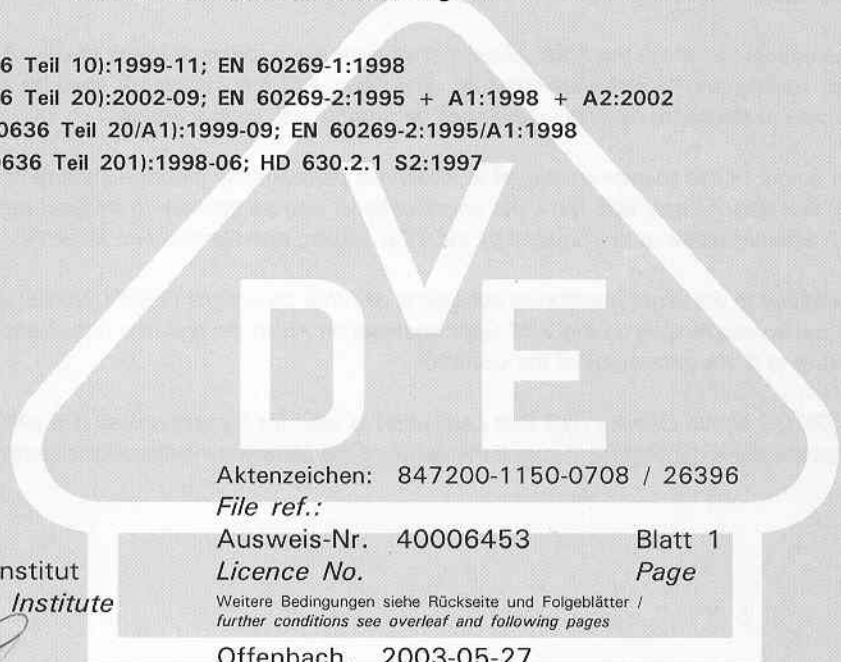 6 Teil 10):1999-11; EN 60269-1:1998
6 Teil 20):2002-09; EN 60269-2:1995 + A1:1998 + A2:2002
0636 Teil 20/A1):1999-09; EN 60269-2:1995/A1:1998
636 Teil 201):1998-06; HD 630.2.1 S2:1997
VDE
Aktenzeichen: 847200-1150-0708 / 26396
File ref.:
Ausweis-Nr. 40006453 Blatt 1
nstitut Licence No. Page
Institute Weitere Bedingungen siehe Rückseite und Folgeblätter /
further conditions see overleaf and following pages
Offenbach, 2003-05-27